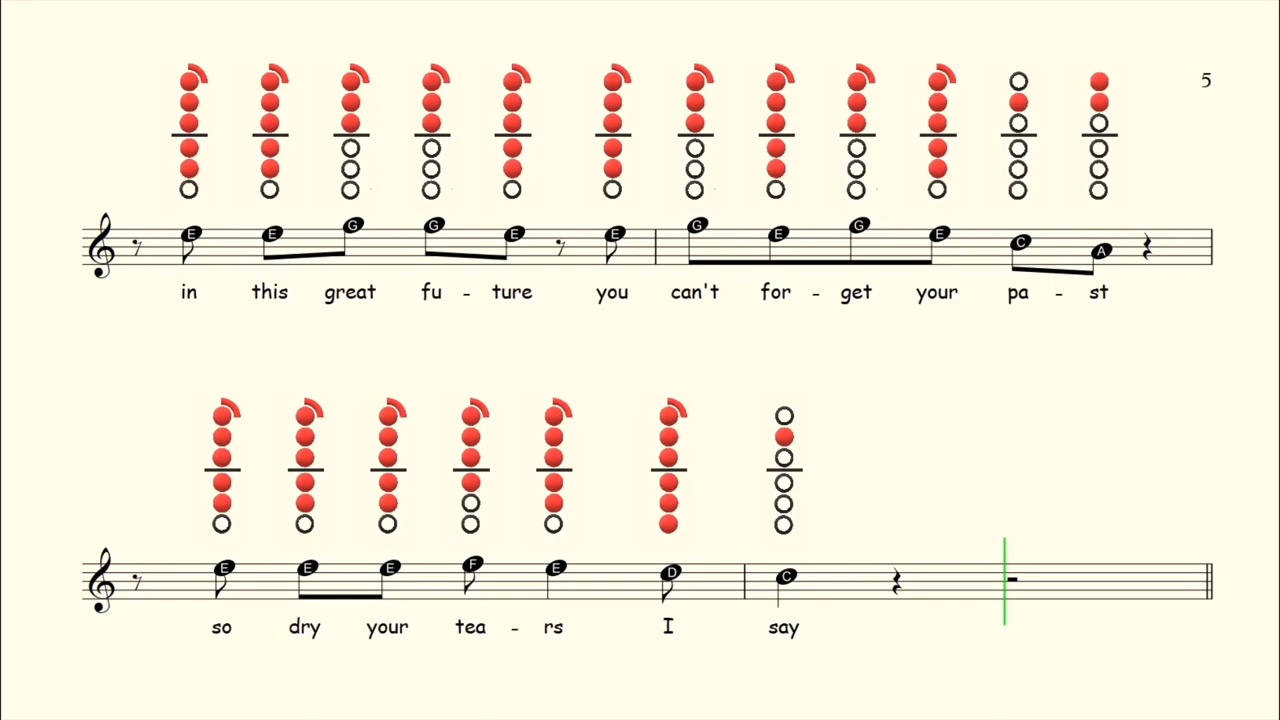 5
E E G G E E G E G E C A
in this great fu - ture you can't for - get your pa - st
E E E F E D C
so dry your tea - rs I say